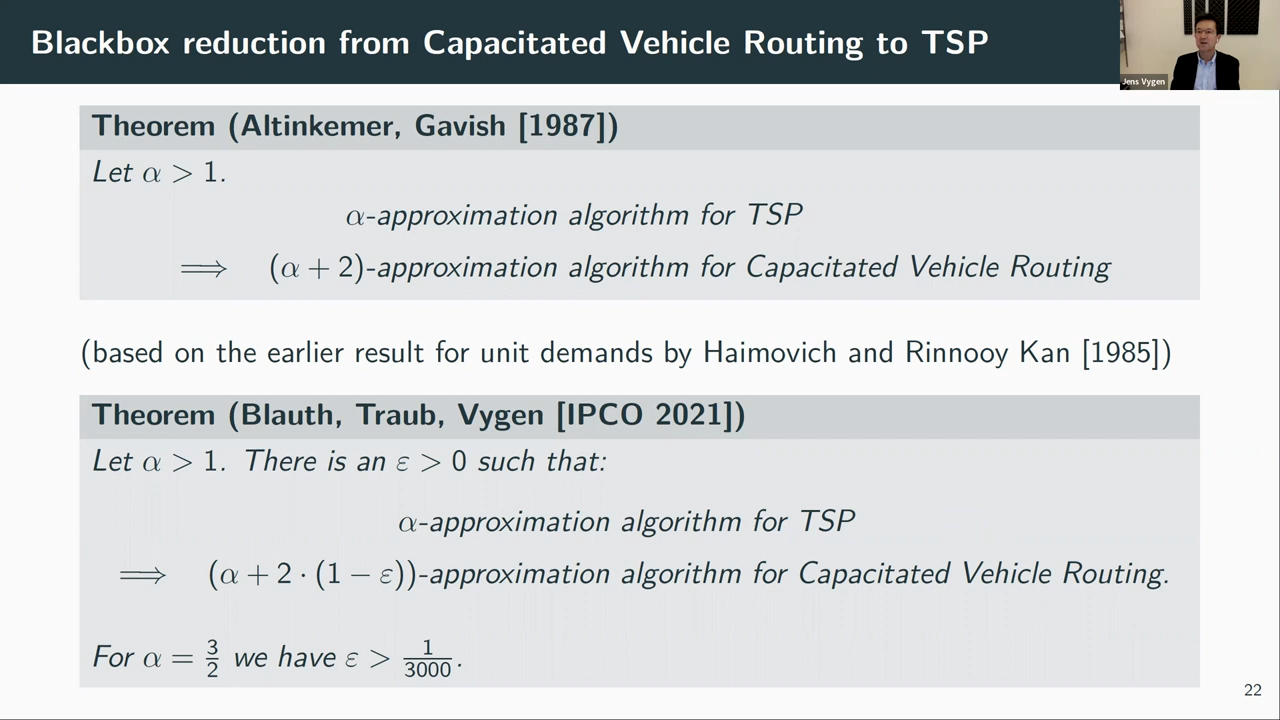 Blackbox reduction from Capacitated Vehicle Routing to TSP
Jens Vygen
Theorem (Altinkemer, Gavish [1987])
Let α > 1.
α-approximation algorithm for TSP
⟹ (α + 2)-approximation algorithm for Capacitated Vehicle Routing
(based on the earlier result for unit demands by Haimovich and Rinnooy Kan [1985])
Theorem (Blauth, Traub, Vygen [IPCO 2021])
Let α > 1. There is an ε > 0 such that:
α-approximation algorithm for TSP
⟹ (α + 2 · (1 − ε))-approximation algorithm for Capacitated Vehicle Routing.
For α = 3/2 we have ε > 1/3000.
22